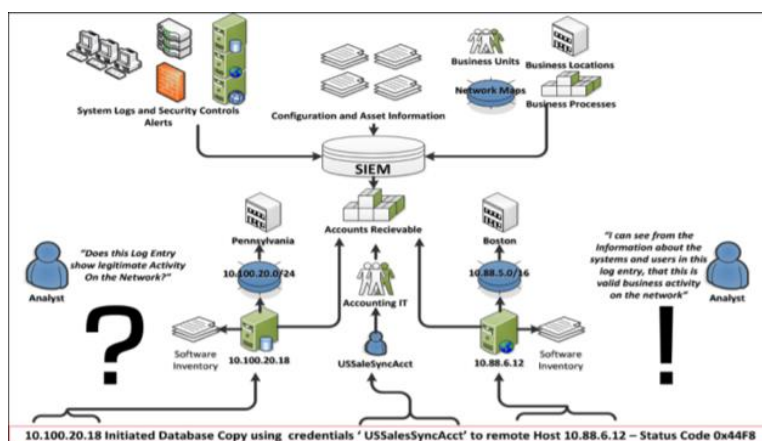 Business Units
Business Locations
Network Maps
Business Processes
System Logs and Security Controls
Alerts
Configuration and Asset Information
SIEM
Accounts Recievable
Pennsylvania
Boston
"Does this Log Entry
show legitimate Activity
On the Network?"
Analyst
?
10.100.20.0/24
Accounting IT
10.88.5.0/16
"I can see from the
Information about the
systems and users in this
log entry, that this is
valid business activity
on the network"
Analyst
!
Software
Inventory
10.100.20.18
USSaleSyncAcct
10.88.6.12
Software
Inventory
10.100.20.18 Initiated Database Copy using credentials ' USSalesSyncAcct' to remote Host 10.88.6.12 – Status Code 0x44F8